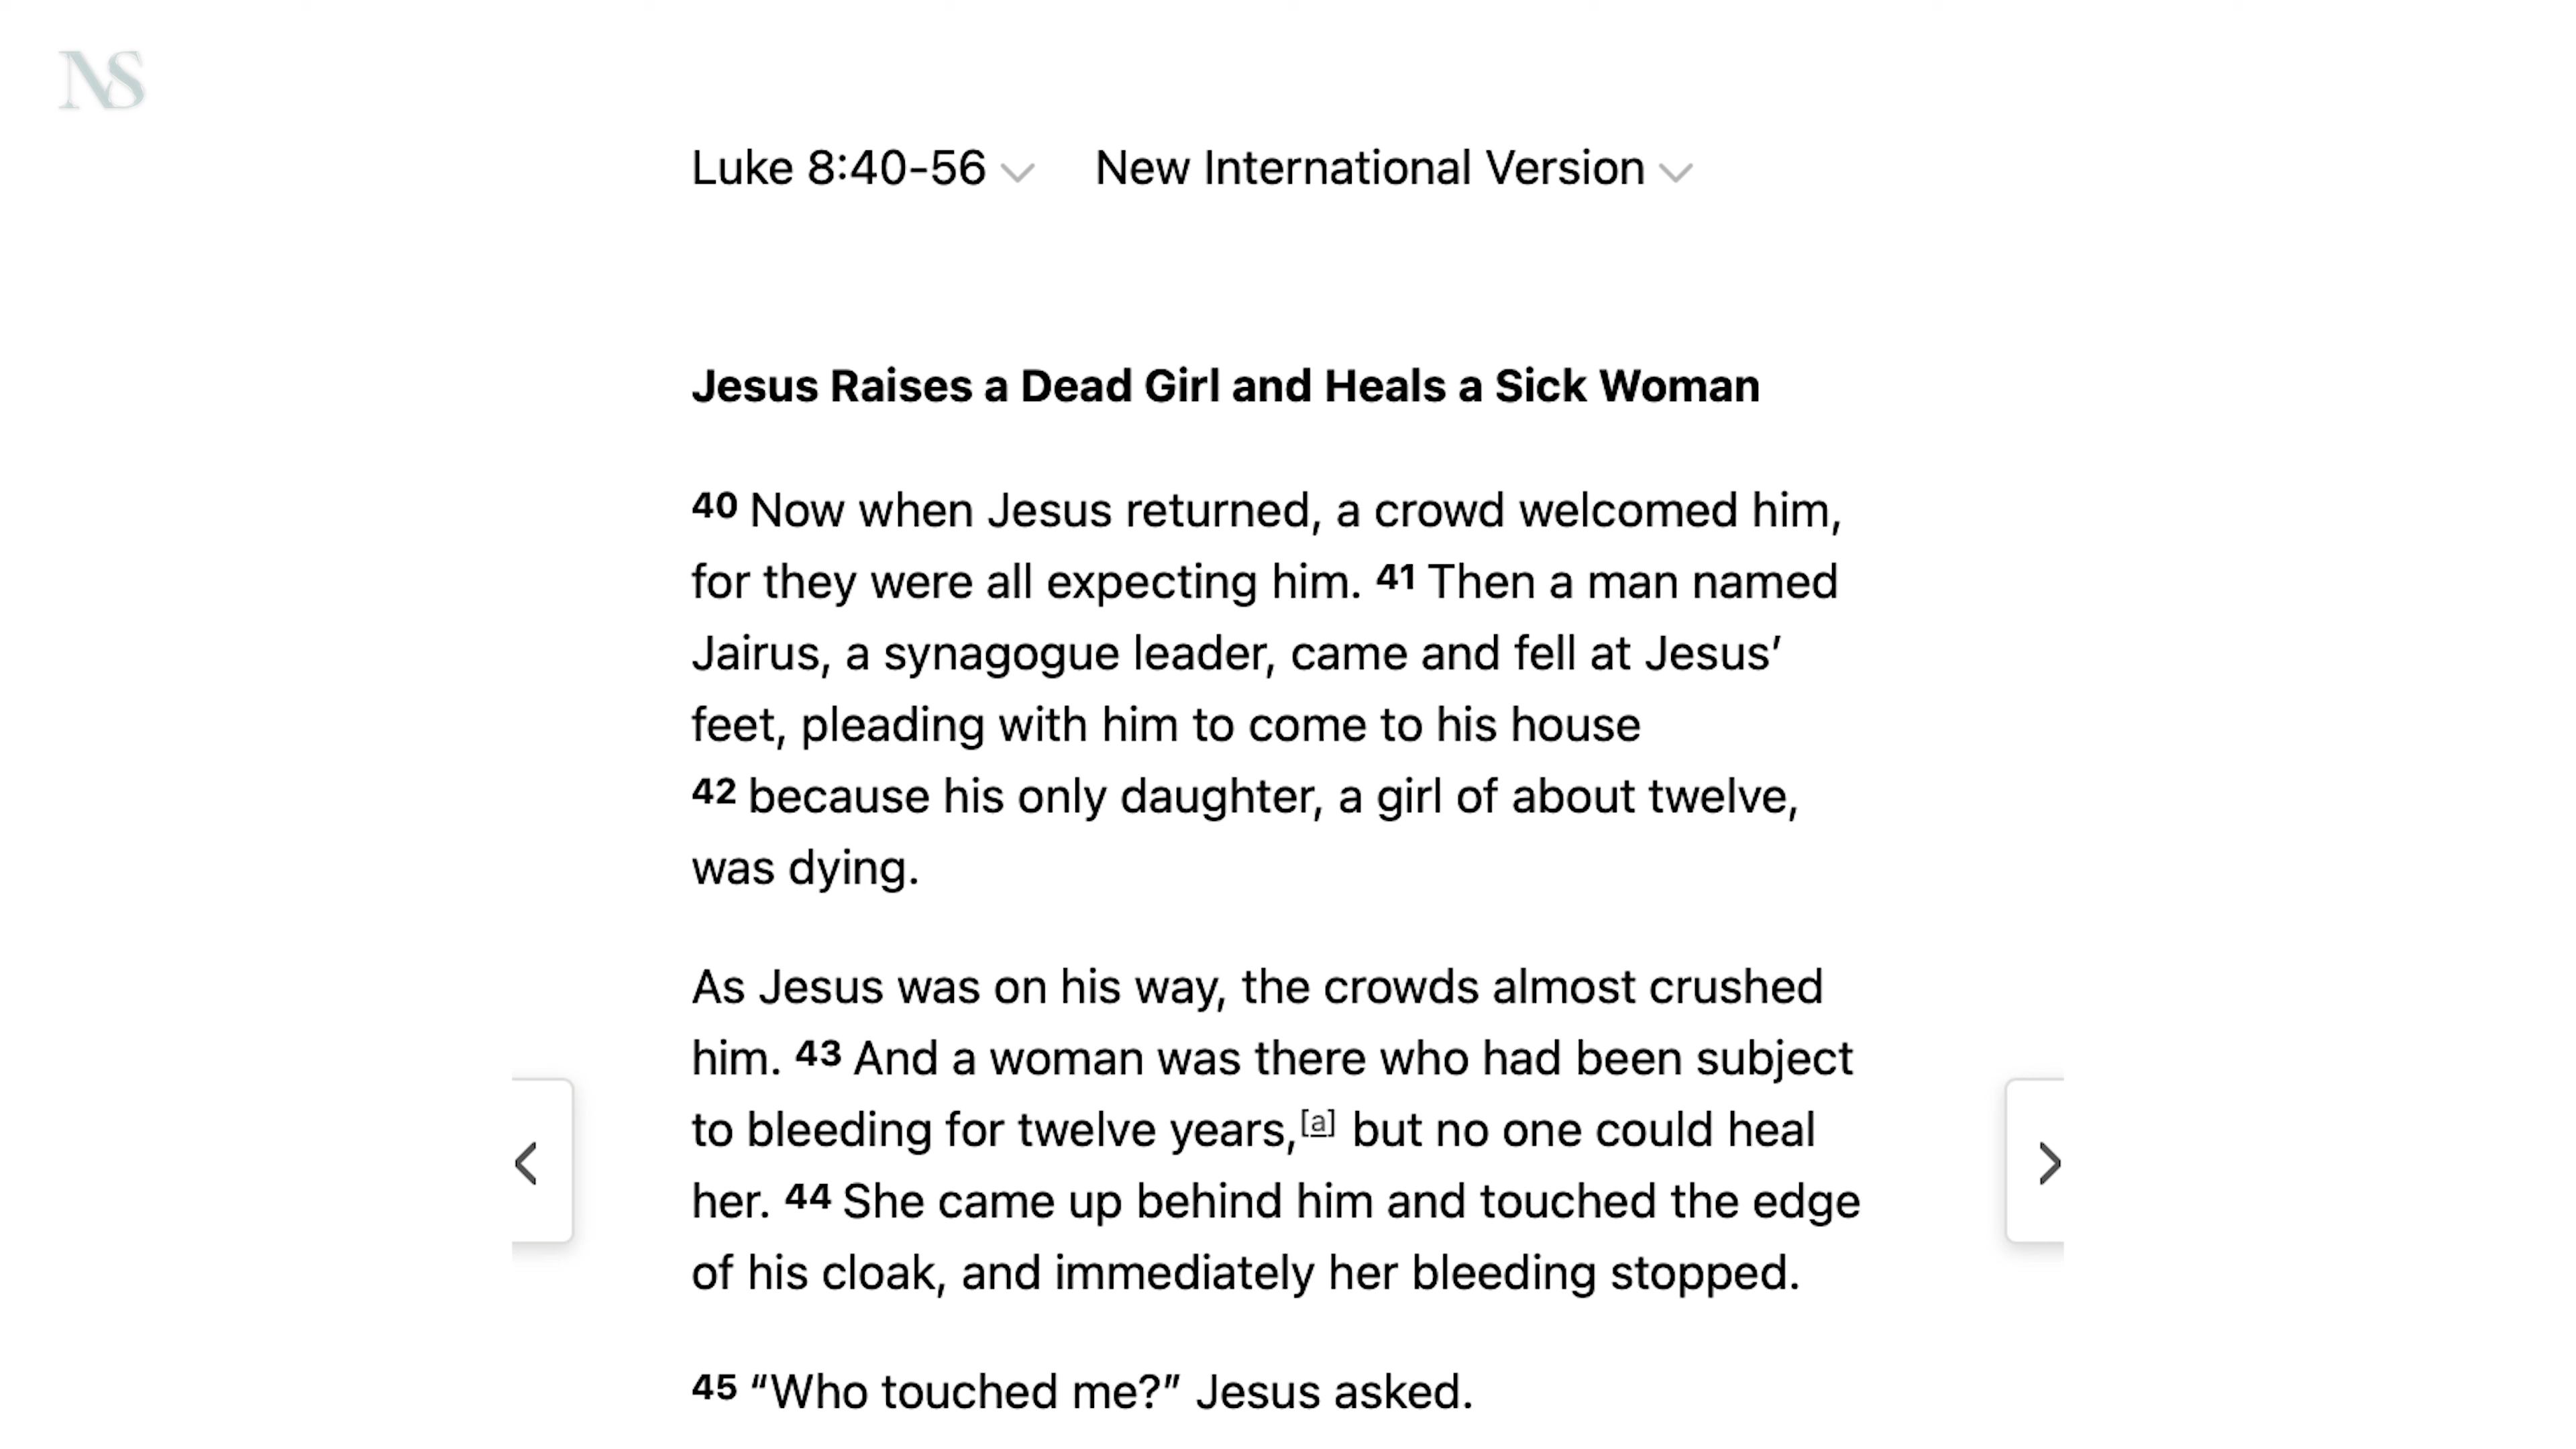 NS
Luke 8:40-56 New International Version
Jesus Raises a Dead Girl and Heals a Sick Woman
40 Now when Jesus returned, a crowd welcomed him,
for they were all expecting him. 41 Then a man named
Jairus, a synagogue leader, came and fell at Jesus’
feet, pleading with him to come to his house
42 because his only daughter, a girl of about twelve,
was dying.
As Jesus was on his way, the crowds almost crushed
him. 43 And a woman was there who had been subject
to bleeding for twelve years,[a] but no one could heal
her. 44 She came up behind him and touched the edge
of his cloak, and immediately her bleeding stopped.
45 “Who touched me?” Jesus asked.